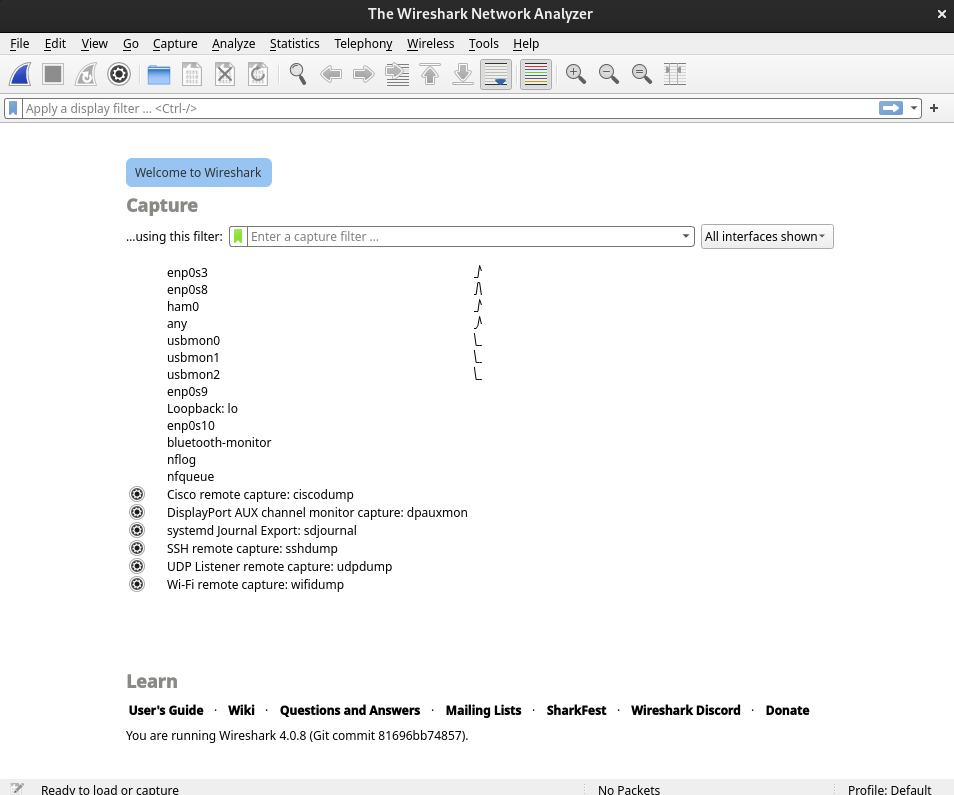 The Wireshark Network Analyzer
File Edit View Go Capture Analyze Statistics Telephony Wireless Tools Help
Apply a display filter ... <Ctrl-/>
Welcome to Wireshark
Capture
...using this filter: Enter a capture filter ... All interfaces shown
enp0s3
enp0s8
ham0
any
usbmon0
usbmon1
usbmon2
enp0s9
Loopback: lo
enp0s10
bluetooth-monitor
nflog
nfqueue
Cisco remote capture: ciscodump
DisplayPort AUX channel monitor capture: dpauxmon
systemd Journal Export: sdjournal
SSH remote capture: sshdump
UDP Listener remote capture: udpdump
Wi-Fi remote capture: wifidump
Learn
User's Guide · Wiki · Questions and Answers · Mailing Lists · SharkFest · Wireshark Discord · Donate
You are running Wireshark 4.0.8 (Git commit 81696bb74857).
Ready to load or capture No Packets Profile: Default